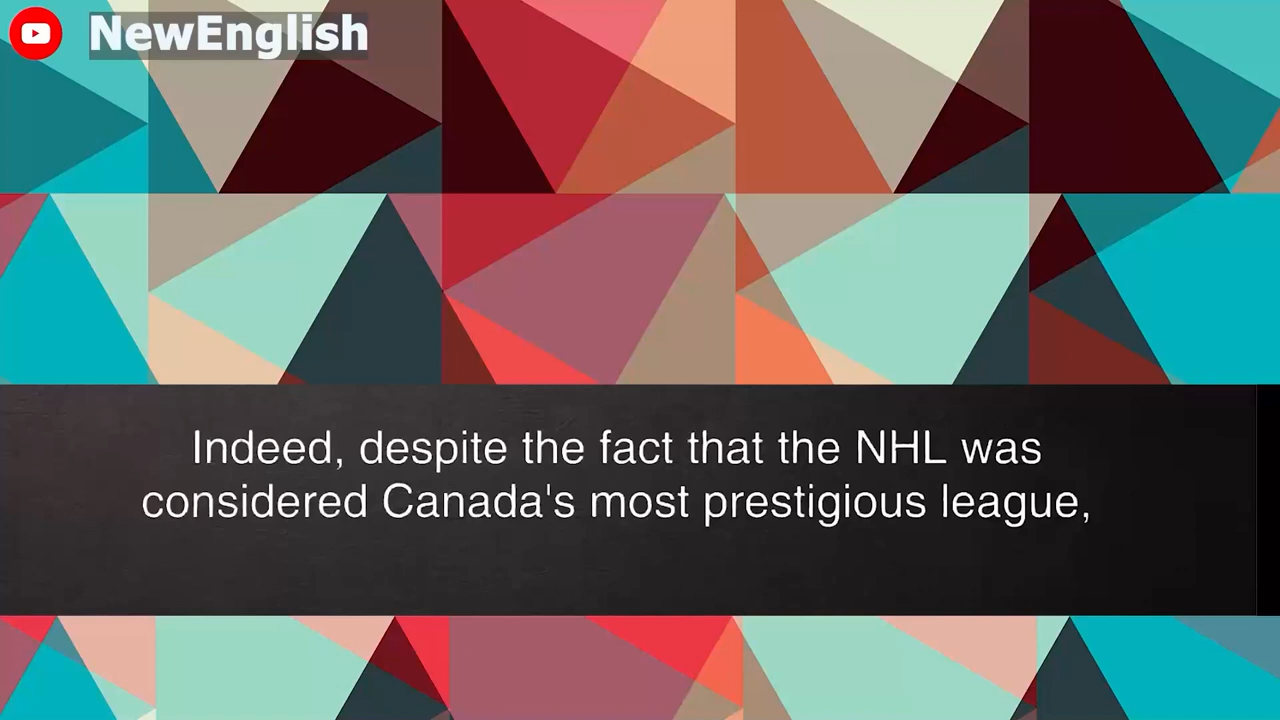 NewEnglish
Indeed, despite the fact that the NHL was
considered Canada's most prestigious league,